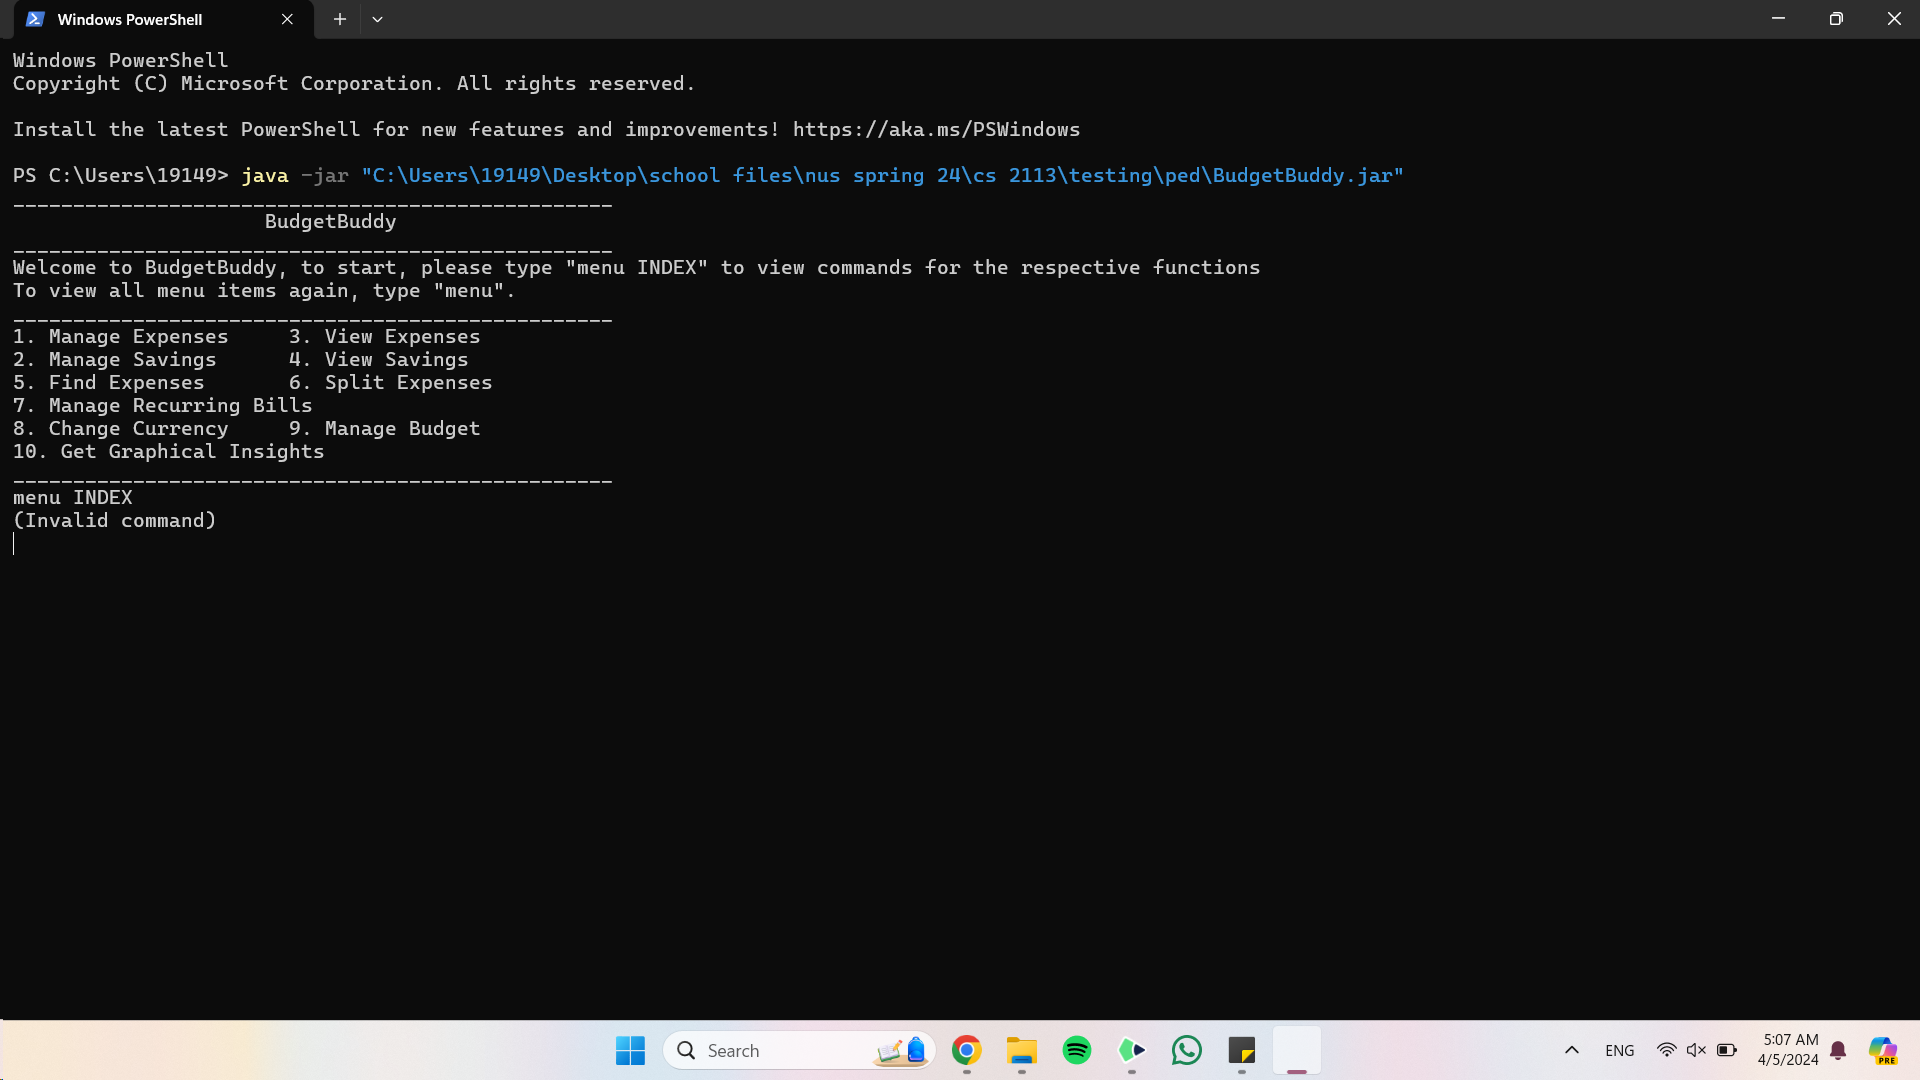 Windows PowerShell
Windows PowerShell
Copyright (C) Microsoft Corporation. All rights reserved.
Install the latest PowerShell for new features and improvements! https://aka.ms/PSWindows
PS C:\Users\19149> java -jar "C:\Users\19149\Desktop\school files\nus spring 24\cs 2113\testing\ped\BudgetBuddy.jar"
__________________________________________________
BudgetBuddy
__________________________________________________
Welcome to BudgetBuddy, to start, please type "menu INDEX" to view commands for the respective functions
To view all menu items again, type "menu".
__________________________________________________
1. Manage Expenses     3. View Expenses
2. Manage Savings      4. View Savings
5. Find Expenses       6. Split Expenses
7. Manage Recurring Bills
8. Change Currency     9. Manage Budget
10. Get Graphical Insights
__________________________________________________
menu INDEX
(Invalid command)
Search
ENG
5:07 AM
4/5/2024
PRE